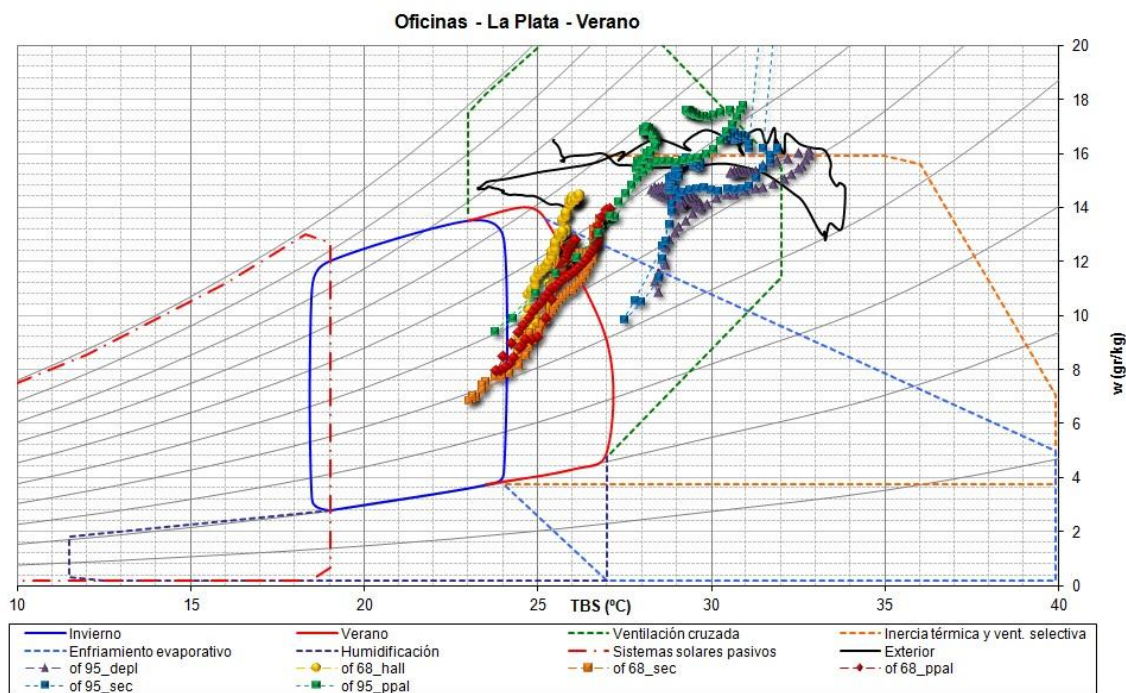 Oficinas - La Plata - Verano
20
18
16
14
12
10
8
6
4
2
0
w (gr/kg)
10 15 20 25 30 35 40
TBS (ºC)
Invierno Verano Ventilación cruzada Inercia térmica y vent. selectiva
Enfriamiento evaporativo Humidificación Sistemas solares pasivos Exterior
of 95_depl of 68_hall of 68_sec of 68_ppal
of 95_sec of 95_ppal